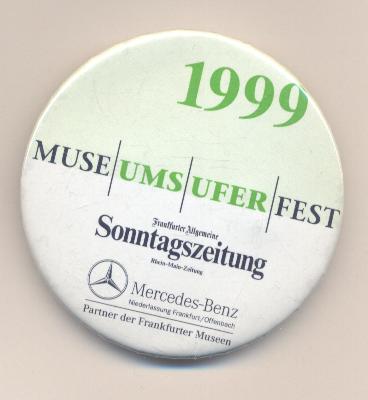 1999
MUSE|UMS|UFER|FEST
Frankfurter Allgemeine
Sonntagszeitung
Rhein-Main-Zeitung
Mercedes-Benz
Niederlassung Frankfurt/Offenbach
Partner der Frankfurter Museen